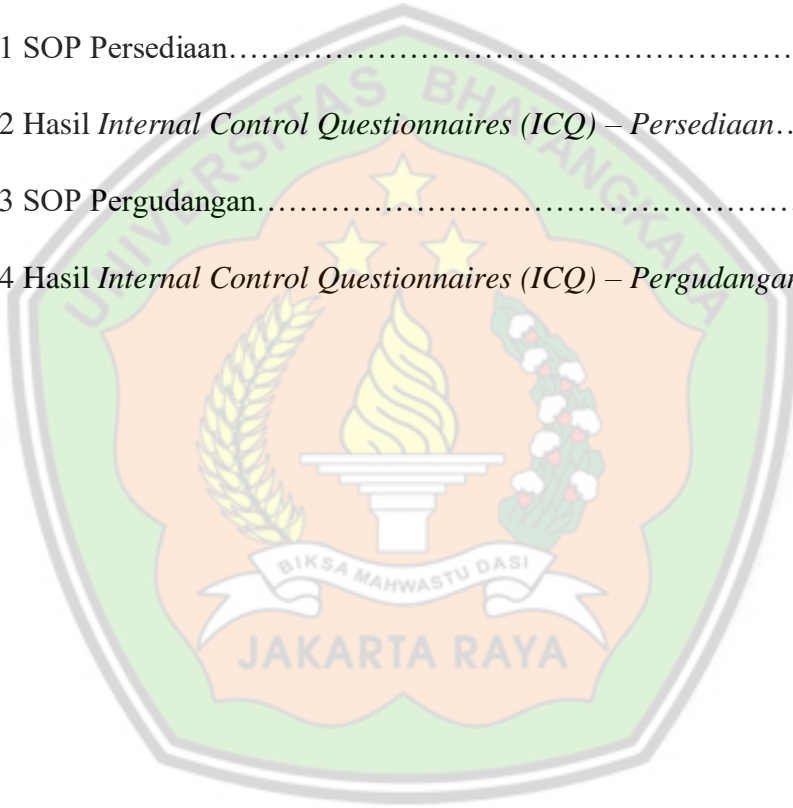 1 SOP Persediaan……………………………………………………
2 Hasil Internal Control Questionnaires (ICQ) – Persediaan…
3 SOP Pergudangan…………………………………………………
4 Hasil Internal Control Questionnaires (ICQ) – Pergudangan
UNIVERSITAS BHAYANGKARA
BIKSA MAHWASTU DASI
JAKARTA RAYA